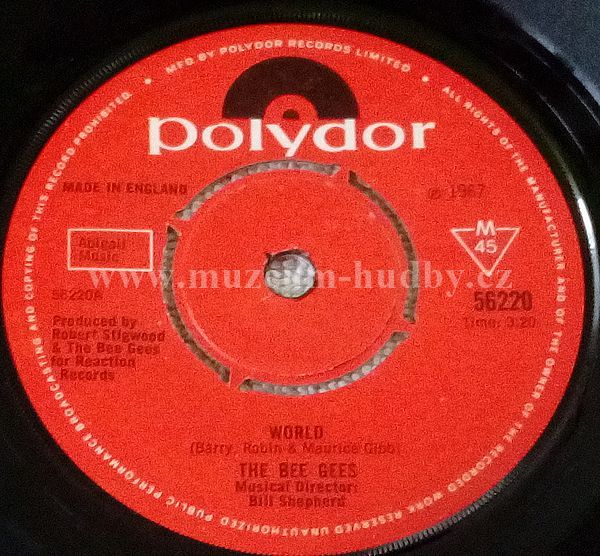 MFD BY POLYDOR RECORDS LIMITED • ALL RIGHTS OF THE MANUFACTURER AND OF THE OWNER OF THE RECORDED WORK RESERVED UNAUTHORIZED PUBLIC PERFORMANCE BROADCASTING AND COPYING OF THIS RECORD PROHIBITED. •
polydor
MADE IN ENGLAND
℗ 1967
Abigail
Music
M
45
www.muzeum-hudby.cz
56220A
56220
Time: 3.20
Produced by
Robert Stigwood
& The Bee Gees
for Reaction
Records
WORLD
(Barry, Robin & Maurice Gibb)
THE BEE GEES
Musical Director:
Bill Shepherd